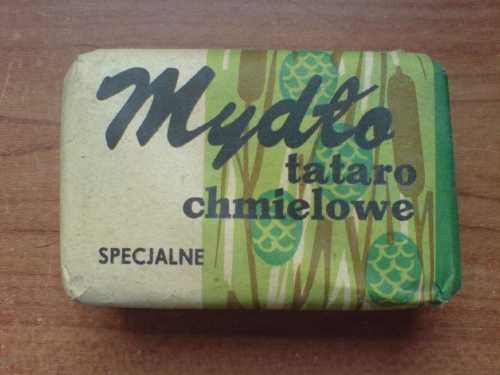 Mydło
tataro
chmielowe
SPECJALNE